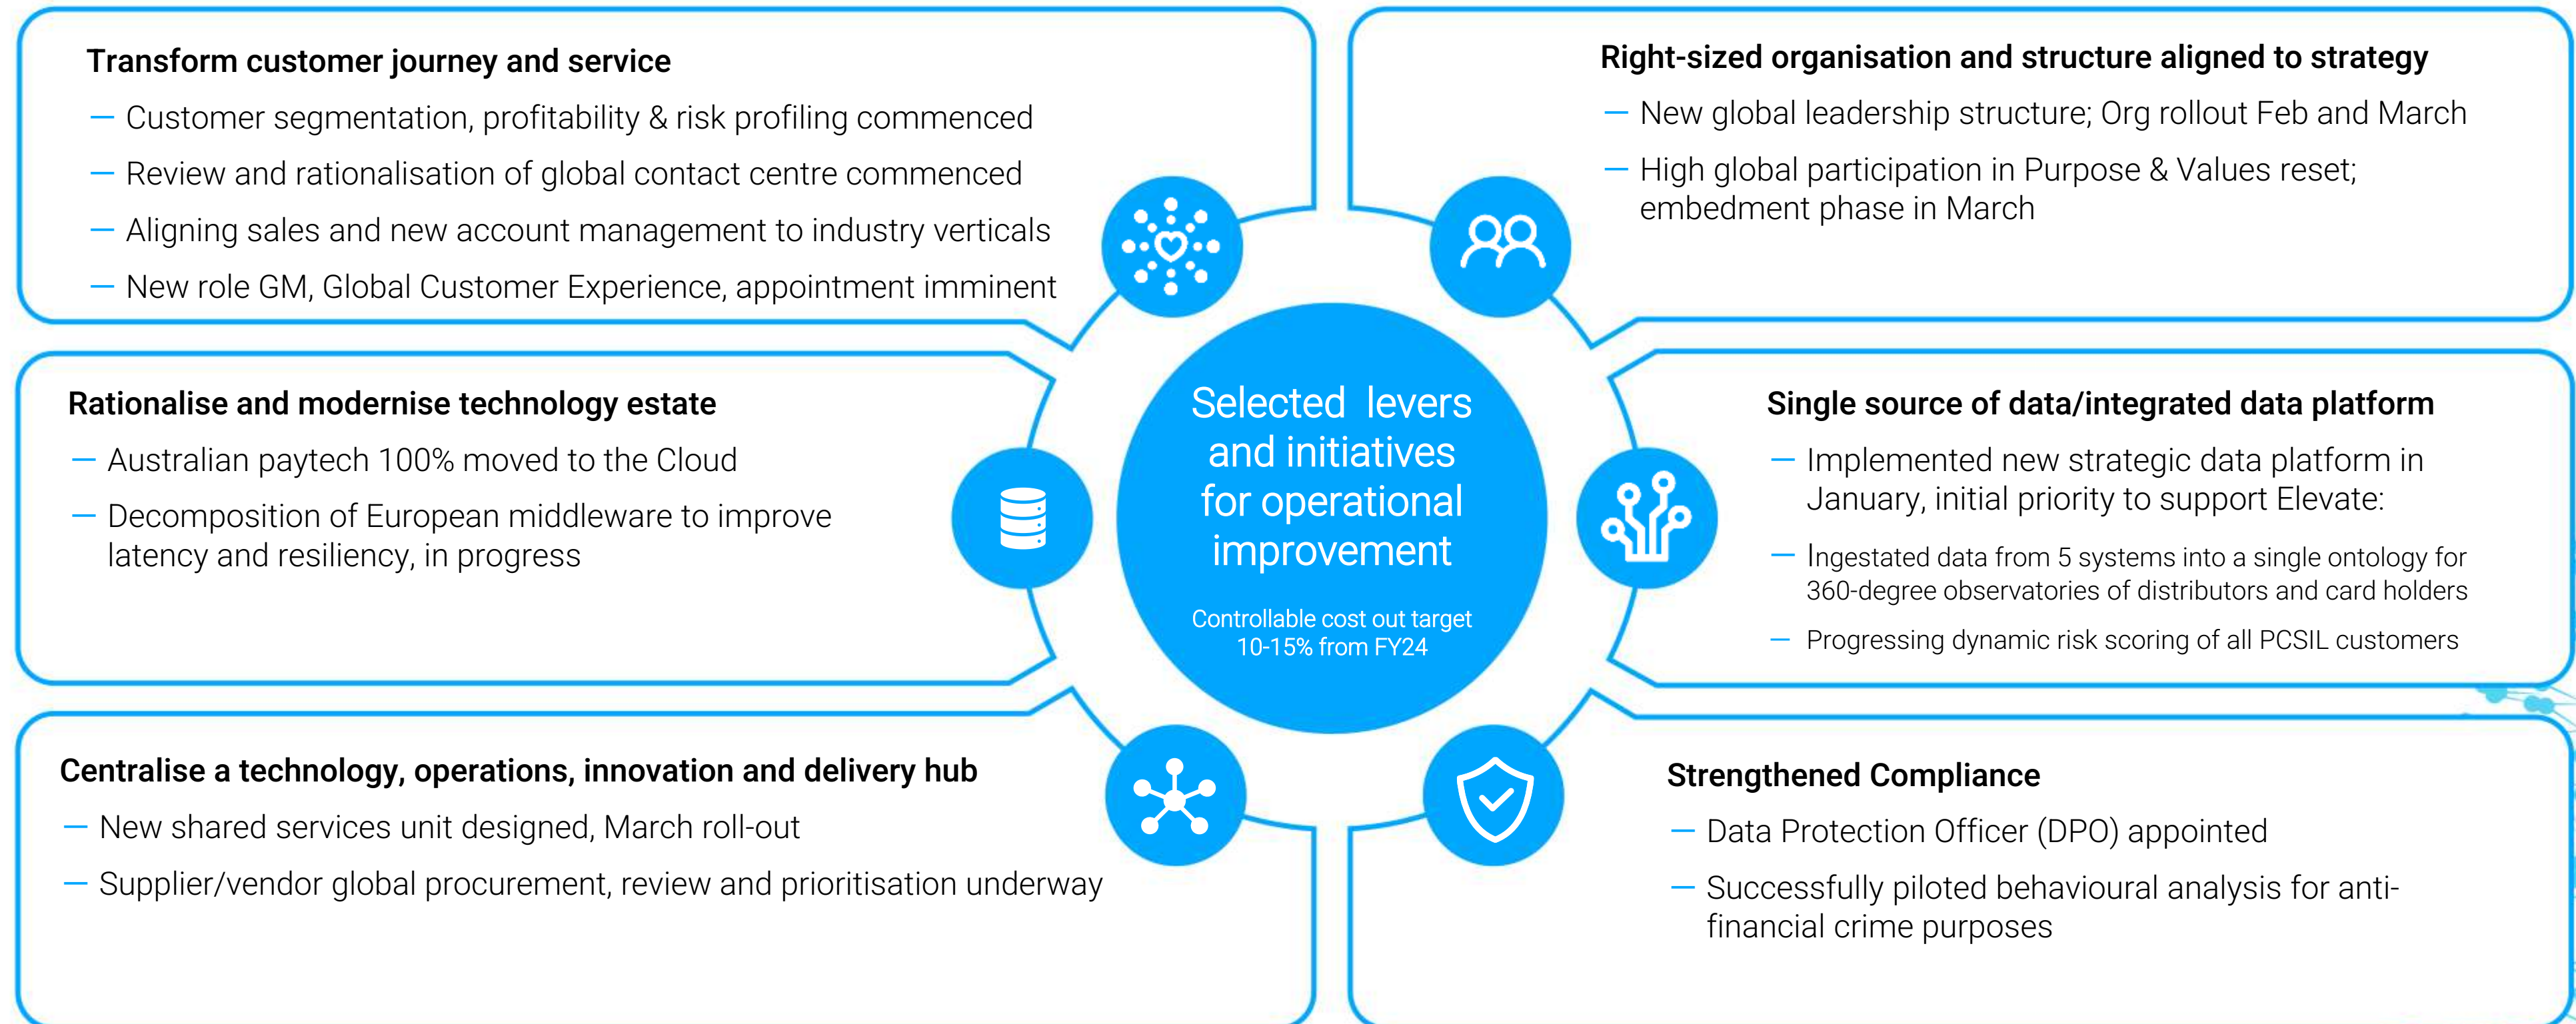 Transform customer journey and service
— Customer segmentation, profitability & risk profiling commenced
— Review and rationalisation of global contact centre commenced
— Aligning sales and new account management to industry verticals
— New role GM, Global Customer Experience, appointment imminent
Right-sized organisation and structure aligned to strategy
— New global leadership structure; Org rollout Feb and March
— High global participation in Purpose & Values reset;
embedment phase in March
Rationalise and modernise technology estate
— Australian paytech 100% moved to the Cloud
— Decomposition of European middleware to improve
latency and resiliency, in progress
Selected levers
and initiatives
for operational
improvement
Controllable cost out target
10-15% from FY24
Single source of data/integrated data platform
— Implemented new strategic data platform in
January, initial priority to support Elevate:
— Ingestated data from 5 systems into a single ontology for
360-degree observatories of distributors and card holders
— Progressing dynamic risk scoring of all PCSIL customers
Centralise a technology, operations, innovation and delivery hub
— New shared services unit designed, March roll-out
— Supplier/vendor global procurement, review and prioritisation underway
Strengthened Compliance
— Data Protection Officer (DPO) appointed
— Successfully piloted behavioural analysis for anti-
financial crime purposes